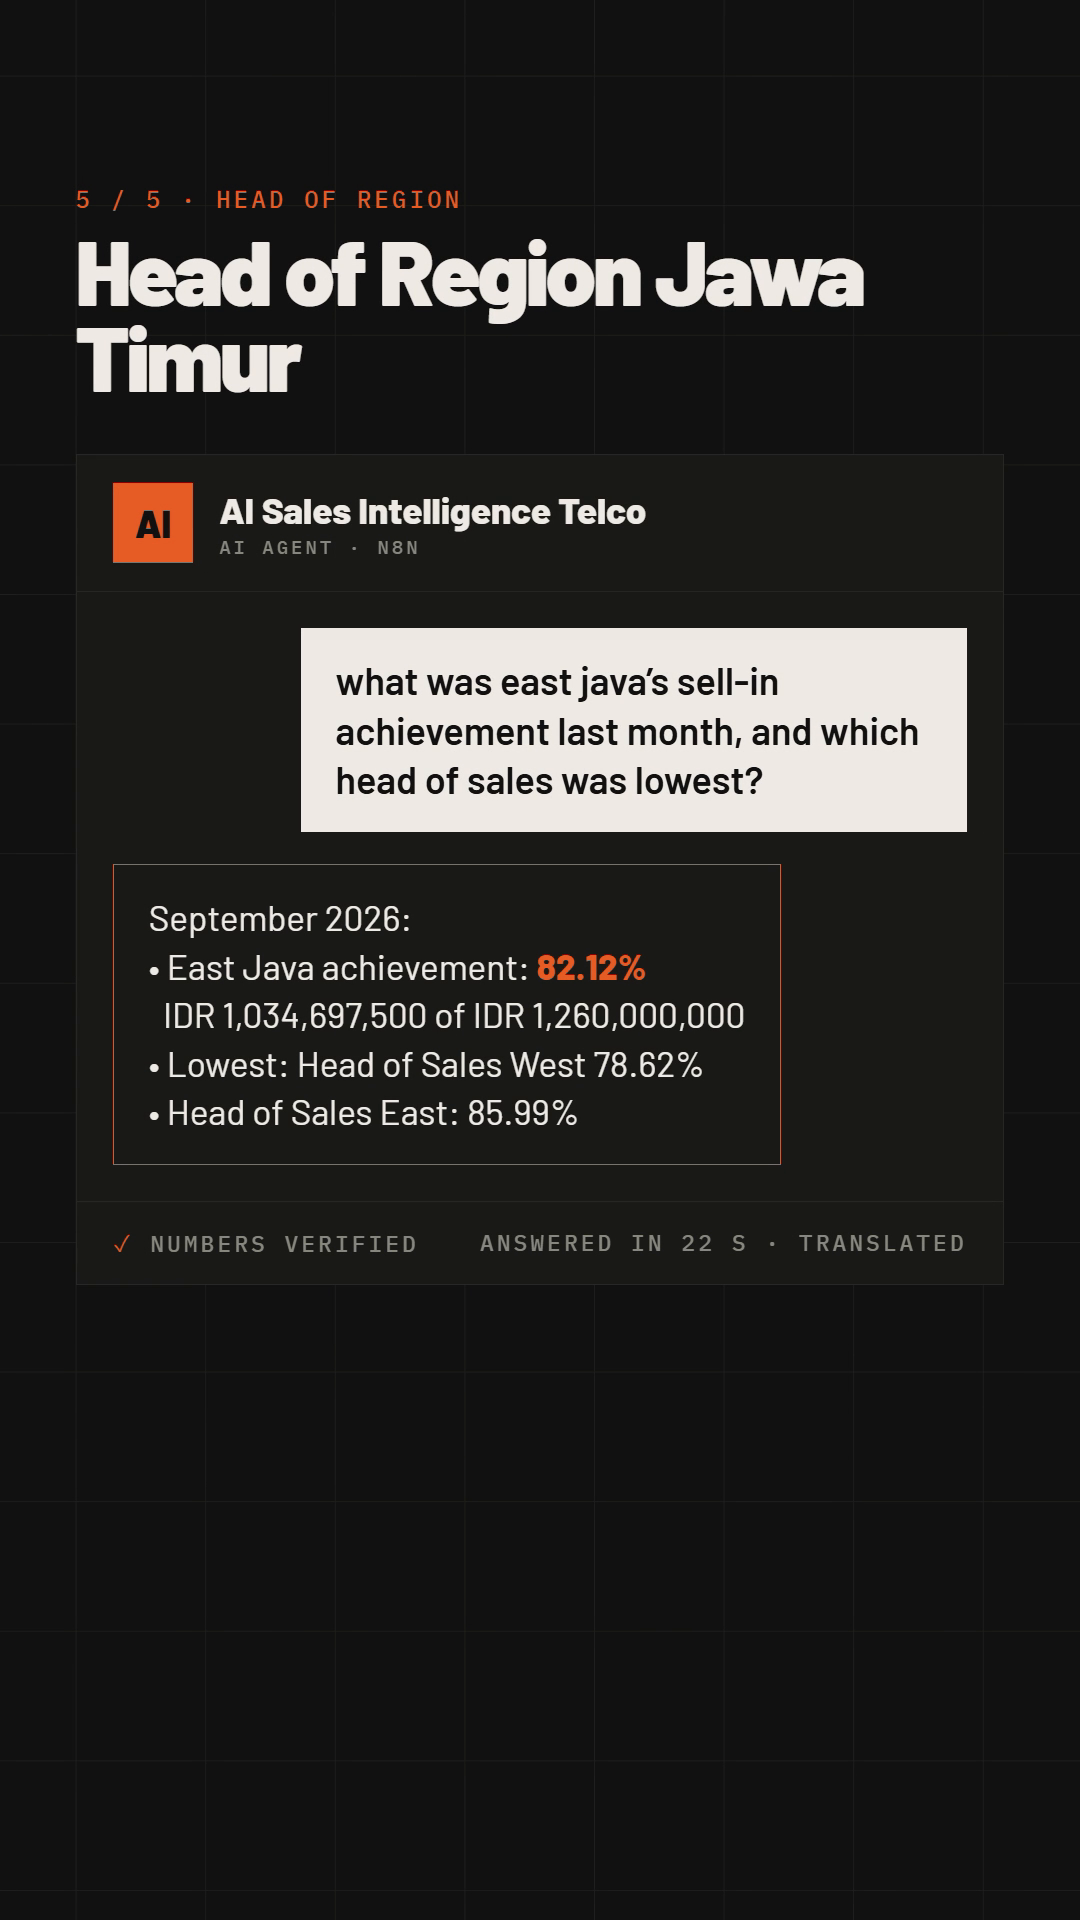 5 / 5 · HEAD OF REGION
Head of Region Jawa
Timur
AI
AI Sales Intelligence Telco
AI AGENT · N8N
what was east java’s sell-in
achievement last month, and which
head of sales was lowest?
September 2026:
• East Java achievement: 82.12%
IDR 1,034,697,500 of IDR 1,260,000,000
• Lowest: Head of Sales West 78.62%
• Head of Sales East: 85.99%
✓ NUMBERS VERIFIED
ANSWERED IN 22 S · TRANSLATED